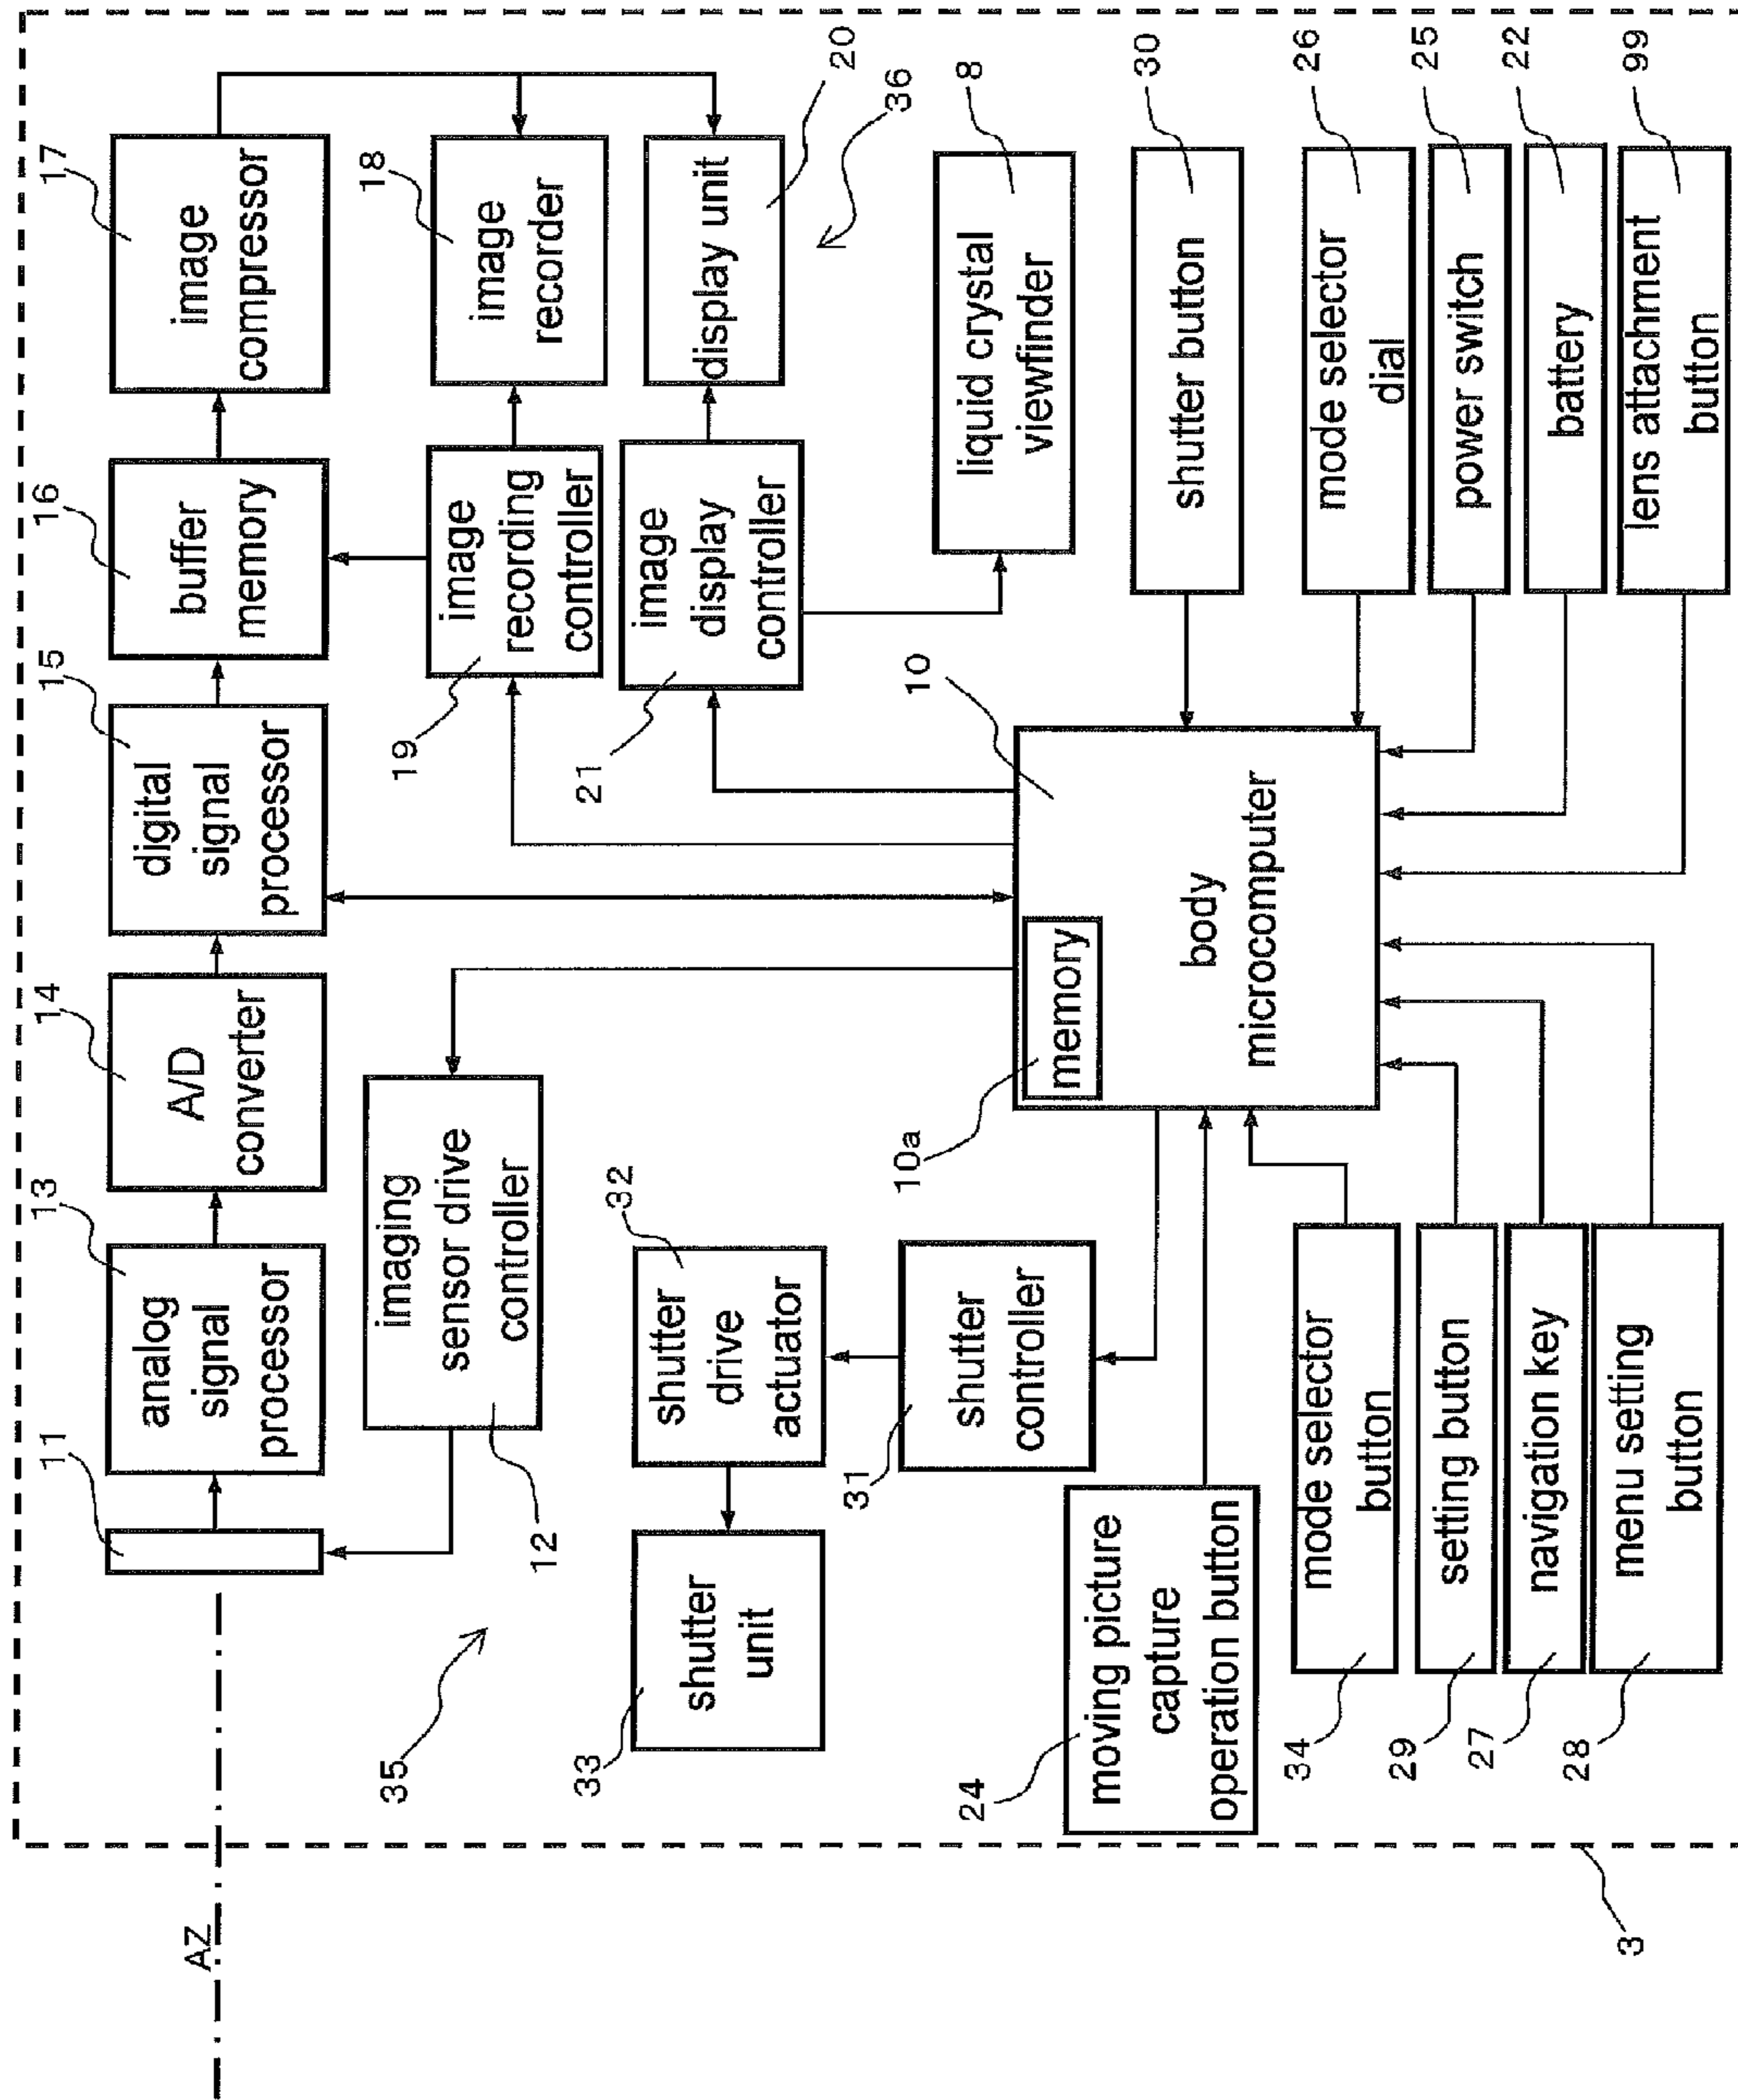 AZ
11
13
14
15
16
17
analog
signal
processor
A/D
converter
digital
signal
processor
buffer
memory
image
compressor
imaging
sensor drive
controller
12
35
19
image
recording
controller
18
image
recorder
33
shutter
unit
32
shutter
drive
actuator
21
image
display
controller
display unit
20
36
31
shutter
controller
liquid crystal
viewfinder
8
24
moving picture
capture
operation button
10a
memory
10
body
microcomputer
shutter button
30
34
mode selector
button
mode selector
dial
26
29
setting button
power switch
25
27
navigation key
battery
22
28
menu setting
button
lens attachment
button
99
3